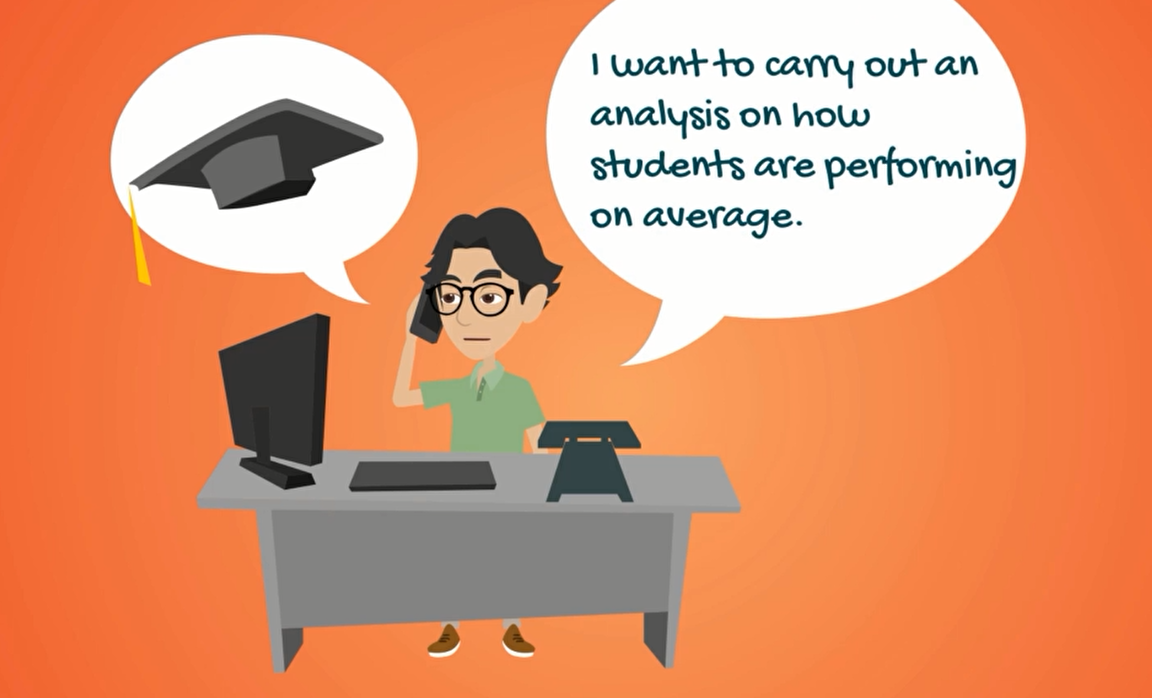 I want to carry out an
analysis on how
students are performing
on average.